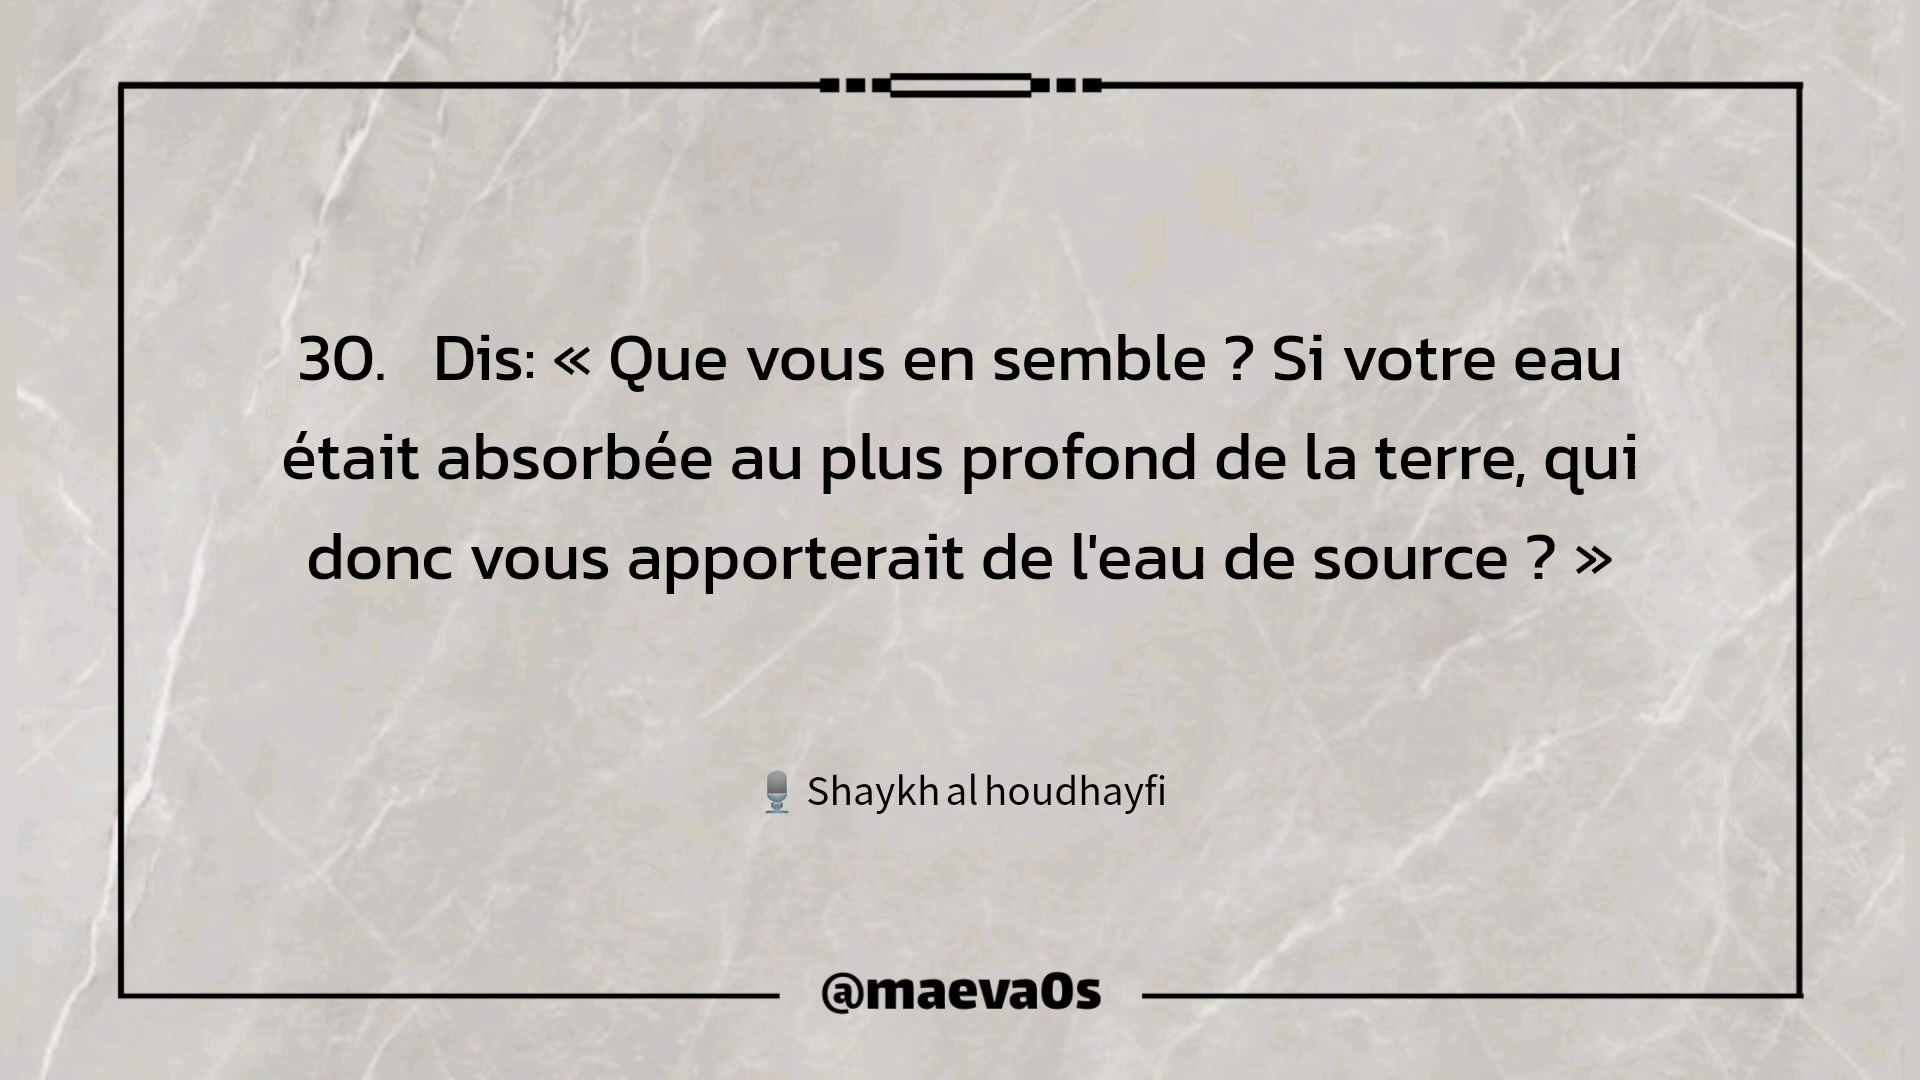 30. Dis: « Que vous en semble ? Si votre eau
était absorbée au plus profond de la terre, qui
donc vous apporterait de l'eau de source ? »
🎙️ Shaykh al houdhayfi
@maeva0s